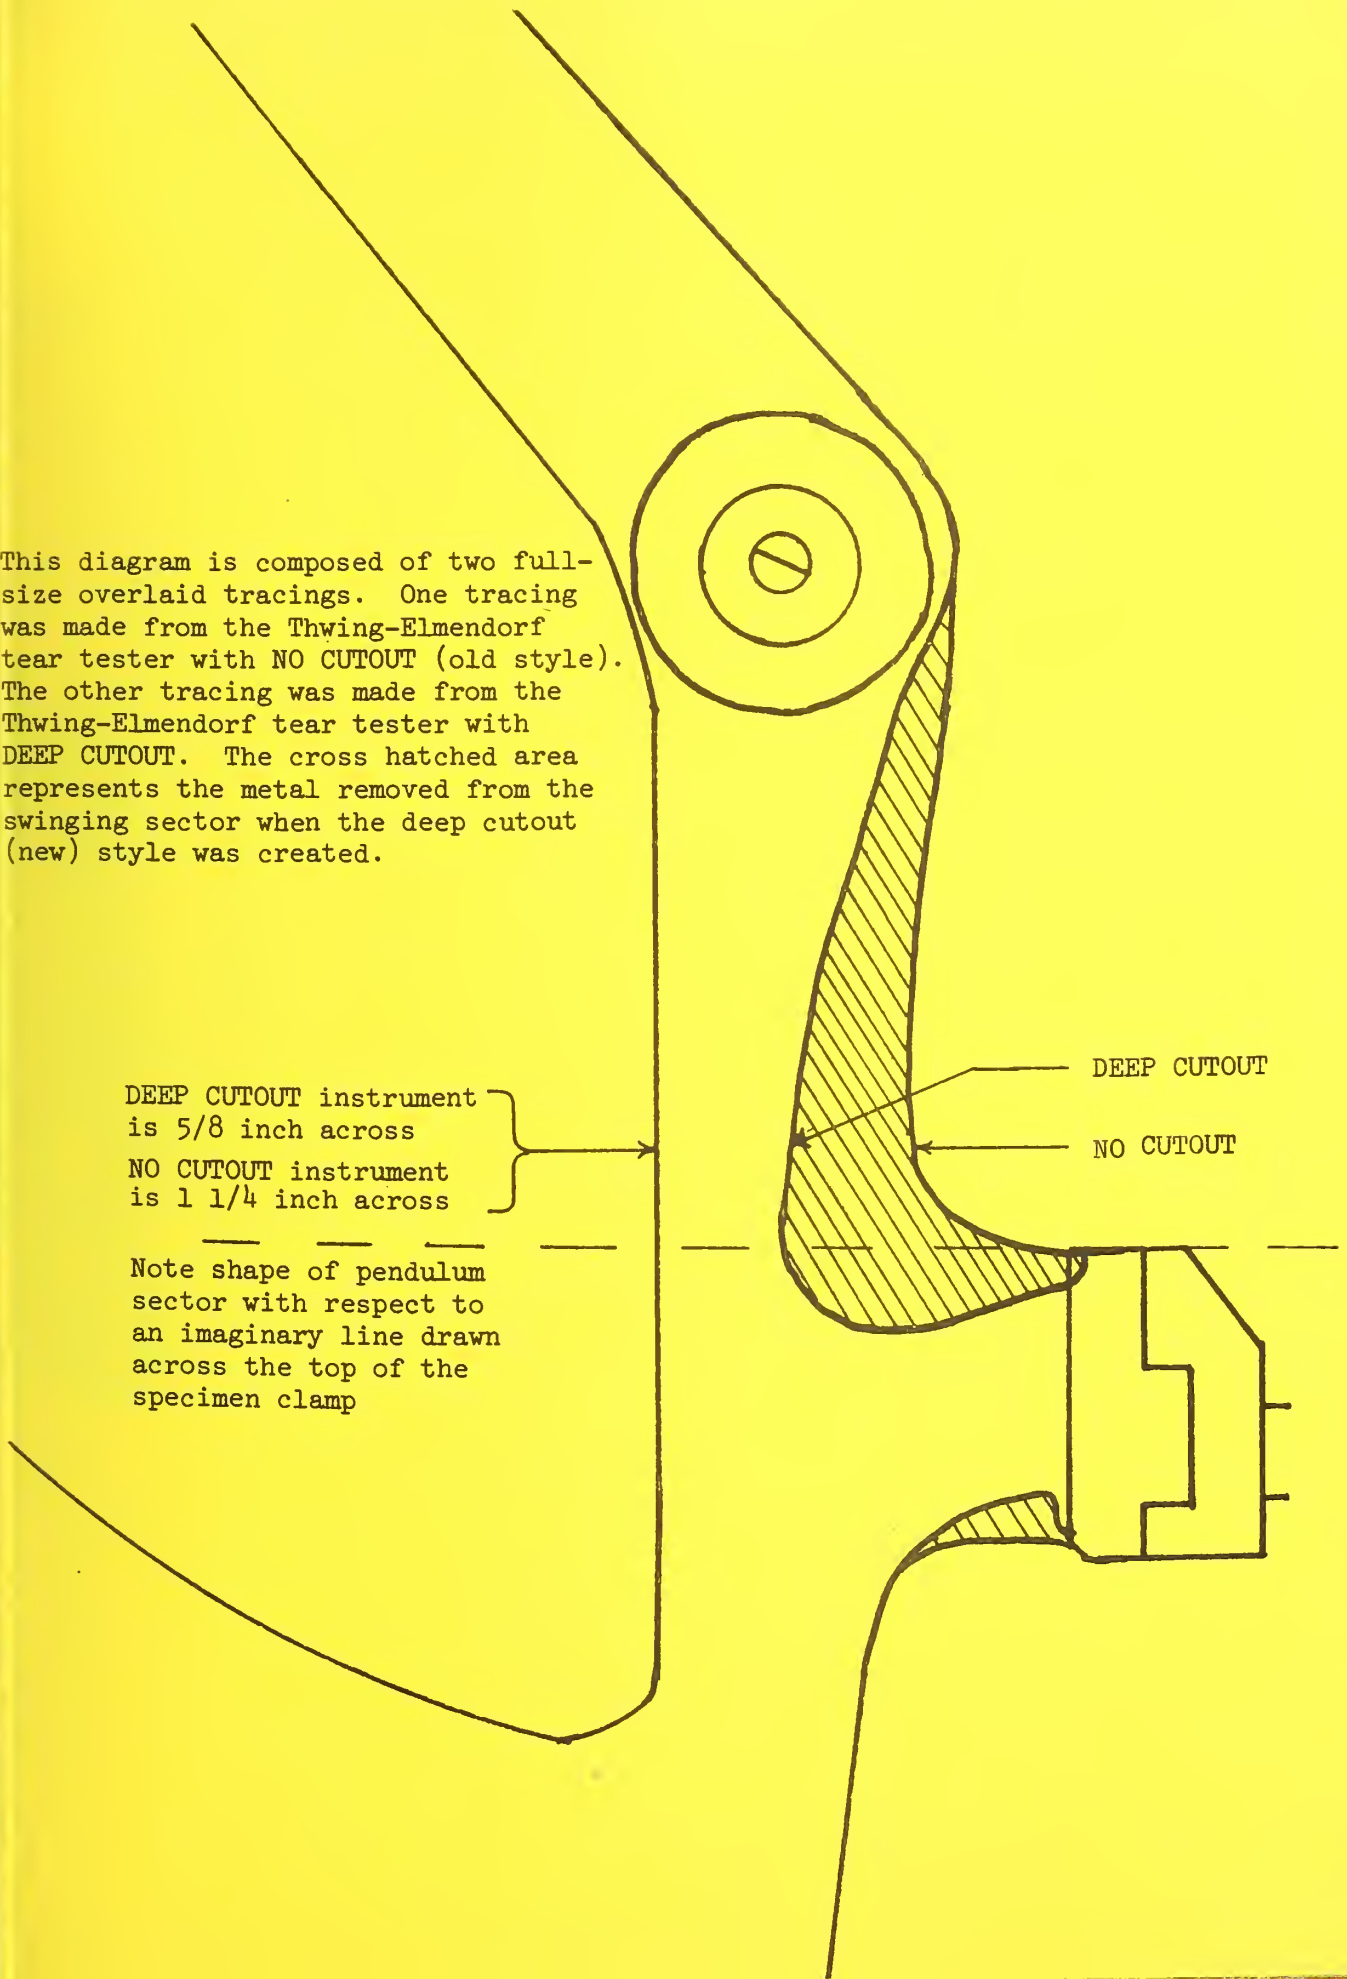 This diagram is composed of two full-
size overlaid tracings. One tracing
was made from the Thwing-Elmendorf
tear tester with NO CUTOUT (old style).
The other tracing was made from the
Thwing-Elmendorf tear tester with
DEEP CUTOUT. The cross hatched area
represents the metal removed from the
swinging sector when the deep cutout
(new) style was created.
DEEP CUTOUT
NO CUTOUT
DEEP CUTOUT instrument
is 5/8 inch across
NO CUTOUT instrument
is 1 1/4 inch across
Note shape of pendulum
sector with respect to
an imaginary line drawn
across the top of the
specimen clamp